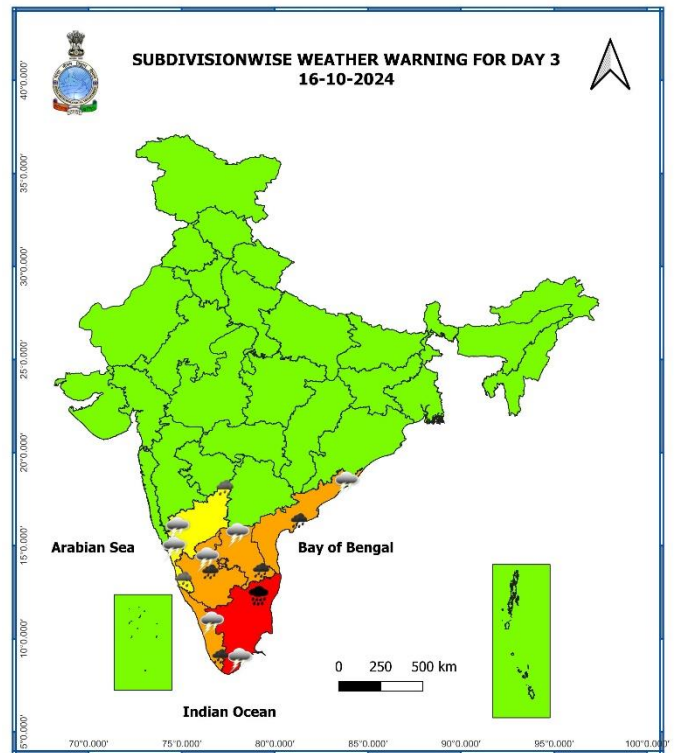 SUBDIVISIONWISE WEATHER WARNING FOR DAY 3
16-10-2024
40°0.000'
35°0.000'
30°0.000'
25°0.000'
20°0.000'
15°0.000'
10°0.000'
5°0.000'
Arabian Sea
Bay of Bengal
0 250 500 km
Indian Ocean
70°0.000' 75°0.000' 80°0.000' 85°0.000' 90°0.000' 95°0.000' 100°0.000'